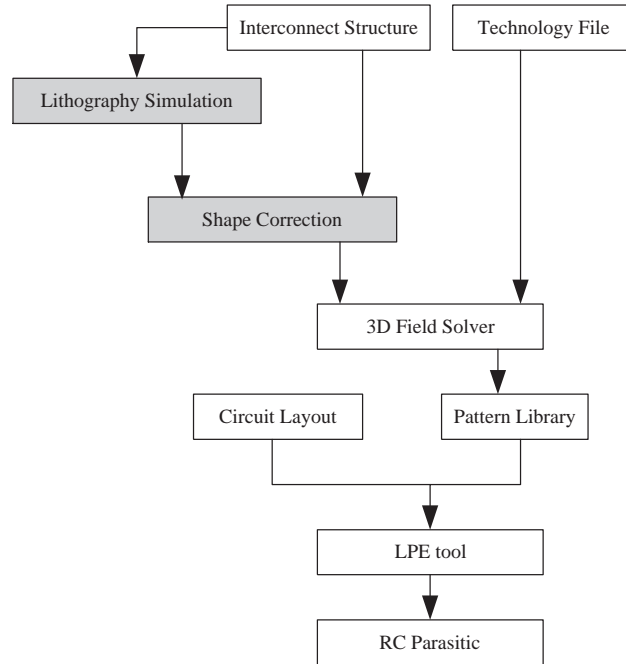 Interconnect Structure
Technology File
Lithography Simulation
Shape Correction
3D Field Solver
Circuit Layout
Pattern Library
LPE tool
RC Parasitic